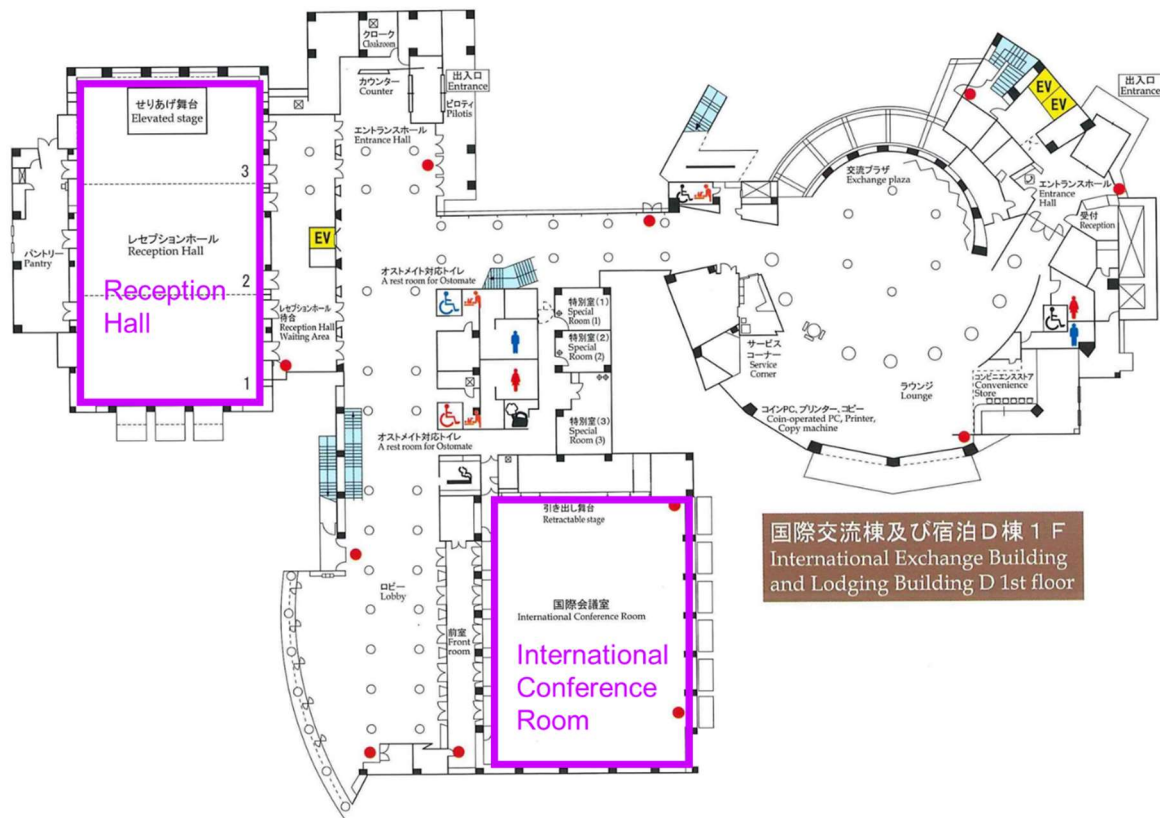 クローク
Cloakroom
カウンター
Counter
出入口
Entrance
ピロティ
Pilotis
エントランスホール
Entrance Hall
せりあげ舞台
Elevated stage
3
レセプションホール
Reception Hall
2
Reception
Hall
1
パントリー
Pantry
EV
レセプションホール
待合
Reception Hall
Waiting Area
オストメイト対応トイレ
A rest room for Ostomate
特別室(1)
Special
Room (1)
特別室(2)
Special
Room (2)
特別室(3)
Special
Room (3)
オストメイト対応トイレ
A rest room for Ostomate
交流プラザ
Exchange plaza
EV
EV
出入口
Entrance
エントランスホール
Entrance
Hall
受付
Reception
サービス
コーナー
Service
Corner
ラウンジ
Lounge
コンビニエンスストア
Convenience
Store
コインPC、プリンター、コピー
Coin-operated PC, Printer,
Copy machine
引き出し舞台
Retractable stage
国際会議室
International Conference Room
International
Conference
Room
ロビー
Lobby
前室
Front
room
国際交流棟及び宿泊D棟1F
International Exchange Building
and Lodging Building D 1st floor